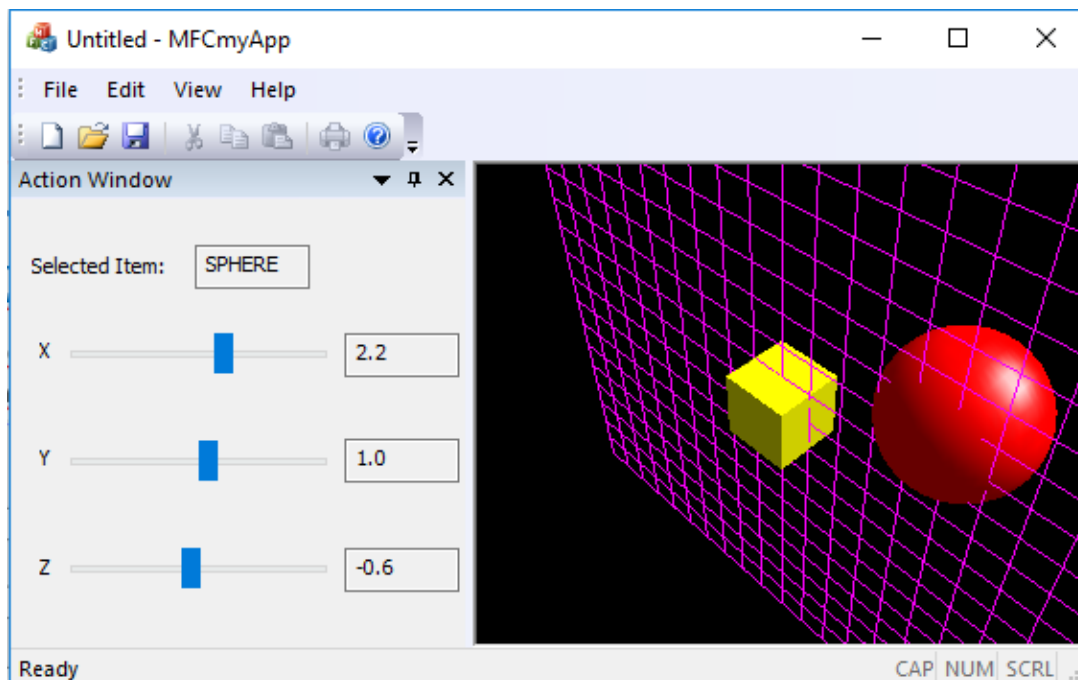 Untitled - MFCmyApp
File Edit View Help
Action Window
Selected Item: SPHERE
X 2.2
Y 1.0
Z -0.6
Ready CAP NUM SCRL